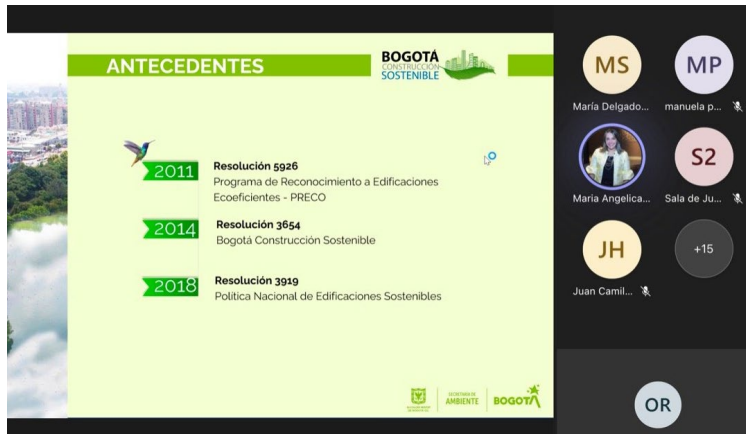 ANTECEDENTES
BOGOTÁ
CONSTRUCCIÓN
SOSTENIBLE
2011
Resolución 5926
Programa de Reconocimiento a Edificaciones
Ecoeficientes - PRECO
2014
Resolución 3654
Bogotá Construcción Sostenible
2018
Resolución 3919
Política Nacional de Edificaciones Sostenibles
SECRETARÍA DE
AMBIENTE
BOGOTÁ
MS
MP
María Delgado...
manuela p...
S2
Maria Angelica...
Sala de Ju...
JH
+15
Juan Camil...
OR